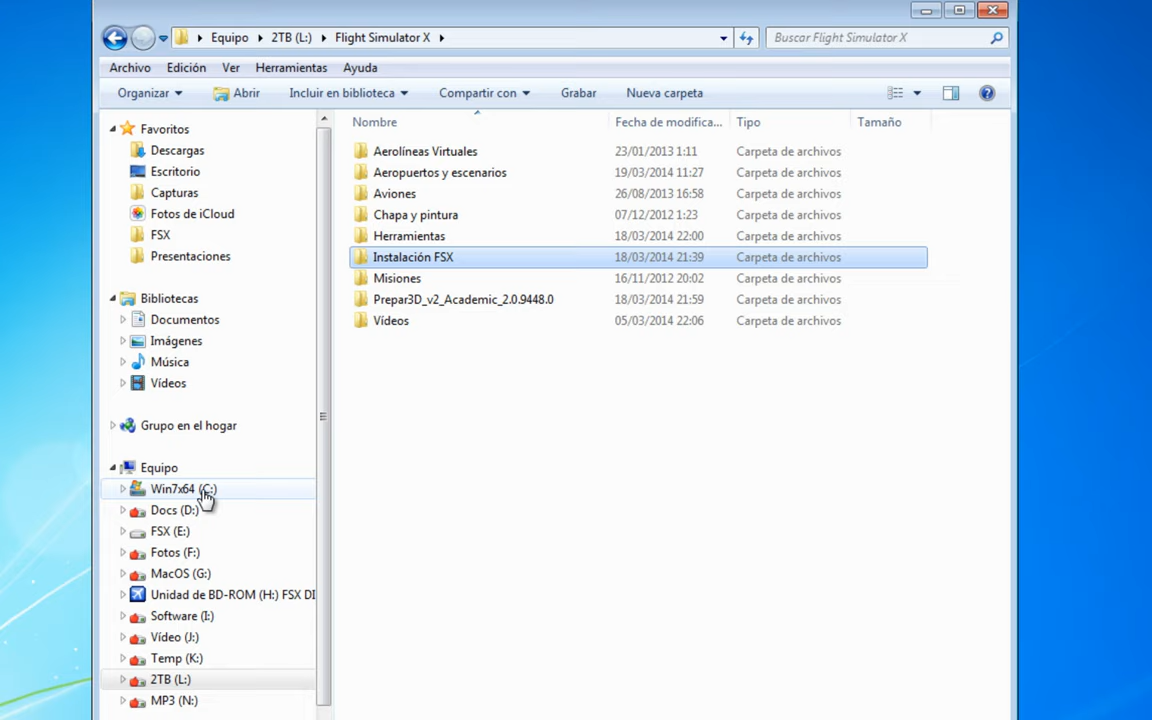 Equipo 2TB (L:) Flight Simulator X
Buscar Flight Simulator X
Archivo Edición Ver Herramientas Ayuda
Organizar Abrir Incluir en biblioteca Compartir con Grabar Nueva carpeta
Favoritos
Descargas
Escritorio
Capturas
Fotos de iCloud
FSX
Presentaciones
Bibliotecas
Documentos
Imágenes
Música
Vídeos
Grupo en el hogar
Equipo
Win7x64 (C:)
Docs (D:)
FSX (E:)
Fotos (F:)
MacOS (G:)
Unidad de BD-ROM (H:) FSX DI
Software (I:)
Vídeo (J:)
Temp (K:)
2TB (L:)
MP3 (N:)
Nombre Fecha de modifica... Tipo Tamaño
Aerolíneas Virtuales 23/01/2013 1:11 Carpeta de archivos
Aeropuertos y escenarios 19/03/2014 11:27 Carpeta de archivos
Aviones 26/08/2013 16:58 Carpeta de archivos
Chapa y pintura 07/12/2012 1:23 Carpeta de archivos
Herramientas 18/03/2014 22:00 Carpeta de archivos
Instalación FSX 18/03/2014 21:39 Carpeta de archivos
Misiones 16/11/2012 20:02 Carpeta de archivos
Prepar3D_v2_Academic_2.0.9448.0 18/03/2014 21:59 Carpeta de archivos
Vídeos 05/03/2014 22:06 Carpeta de archivos